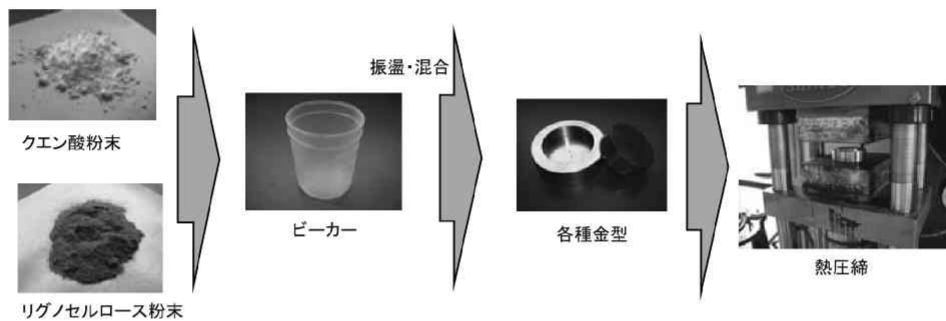 クエン酸粉末
リグノセルロース粉末
ビーカー
振盪・混合
各種金型
熱圧締